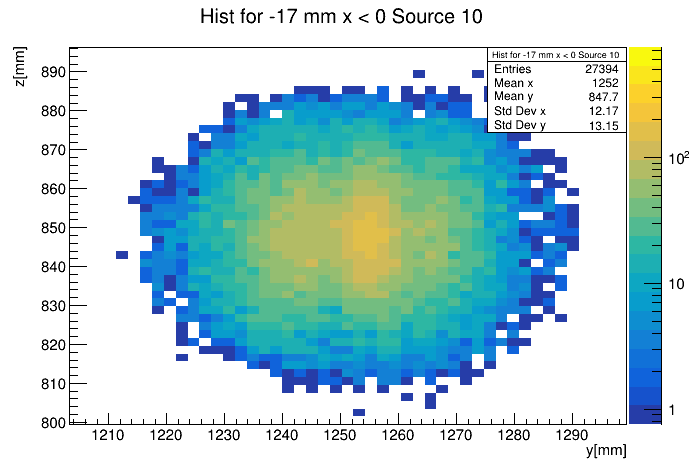 Hist for -17 mm x < 0 Source 10
z[mm]
Hist for -17 mm x < 0 Source 10
Entries 27394
Mean x 1252
Mean y 847.7
Std Dev x 12.17
Std Dev y 13.15
890
880
870
860
850
840
830
820
810
800
10²
10
1
1210 1220 1230 1240 1250 1260 1270 1280 1290
y[mm]